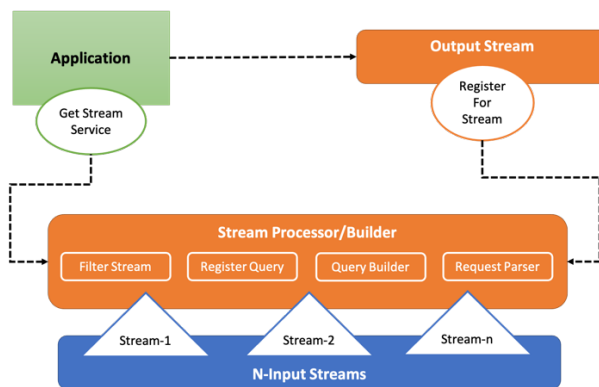 Application
Output Stream
Get Stream
Service
Register
For
Stream
Stream Processor/Builder
Filter Stream
Register Query
Query Builder
Request Parser
Stream-1
Stream-2
Stream-n
N-Input Streams